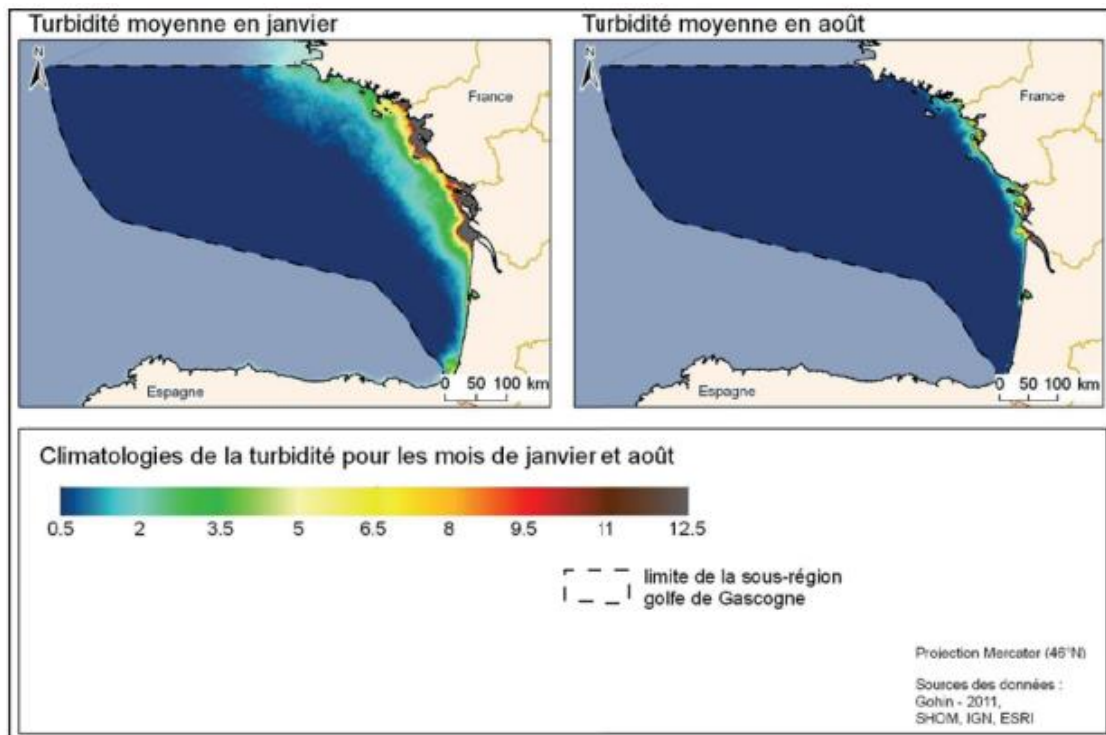 Turbidité moyenne en janvier
Turbidité moyenne en août
N
France
Espagne
0 50 100 km
N
France
Espagne
0 50 100 km
Climatologies de la turbidité pour les mois de janvier et août
0.5 2 3.5 5 6.5 8 9.5 11 12.5
limite de la sous-région
golfe de Gascogne
Projection Mercator (46°N)
Sources des données :
Gohin - 2011,
SHOM, IGN, ESRI